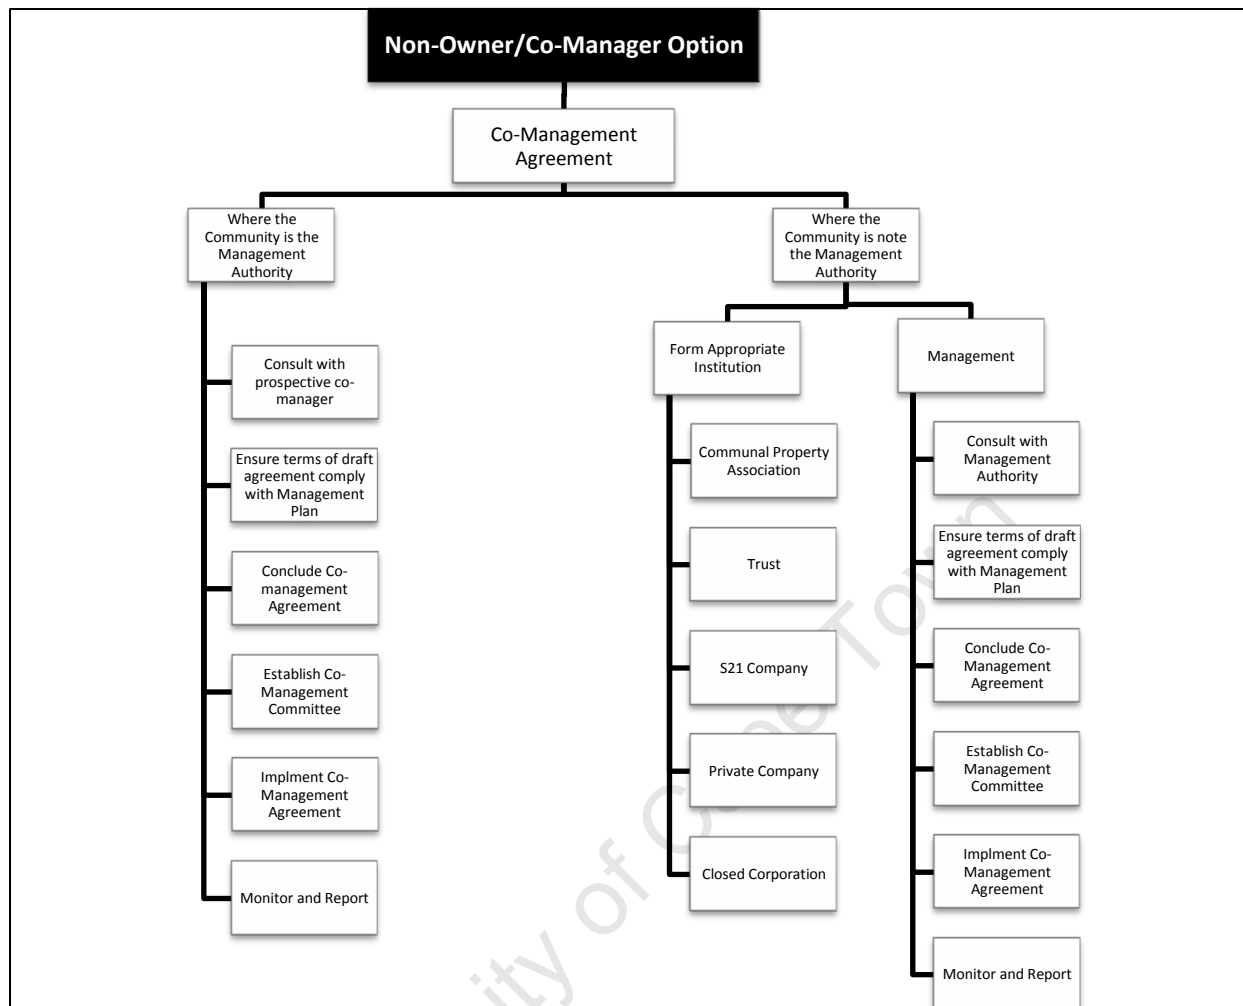 Non-Owner/Co-Manager Option
Co-Management
Agreement
Where the
Community is the
Management
Authority
Consult with
prospective co-
manager
Ensure terms of draft
agreement comply
with Management
Plan
Conclude Co-
management
Agreement
Establish Co-
Management
Committee
Implment Co-
Management
Agreement
Monitor and Report
Where the
Community is note
the Management
Authority
Form Appropriate
Institution
Communal Property
Association
Trust
S21 Company
Private Company
Closed Corporation
Management
Consult with
Management
Authority
Ensure terms of draft
agreement comply
with Management
Plan
Conclude Co-
Management
Agreement
Establish Co-
Management
Committee
Implment Co-
Management
Agreement
Monitor and Report